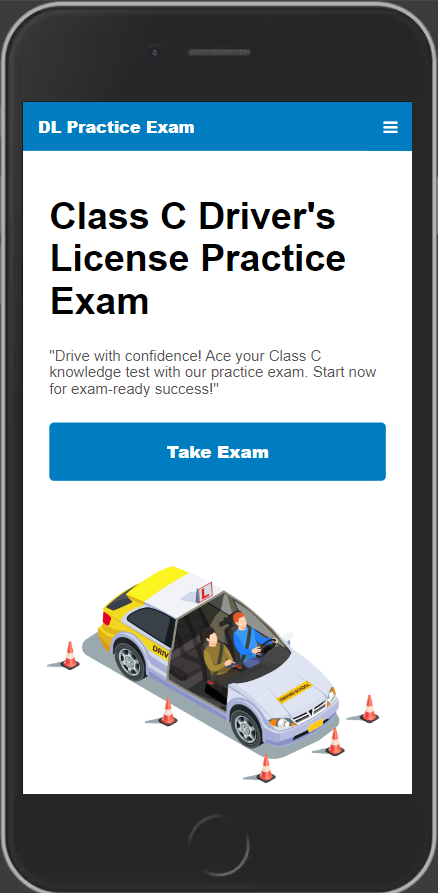 DL Practice Exam
Class C Driver's
License Practice
Exam
"Drive with confidence! Ace your Class C
knowledge test with our practice exam. Start now
for exam-ready success!"
Take Exam
L
DRIV
DRIVING SCHOOL